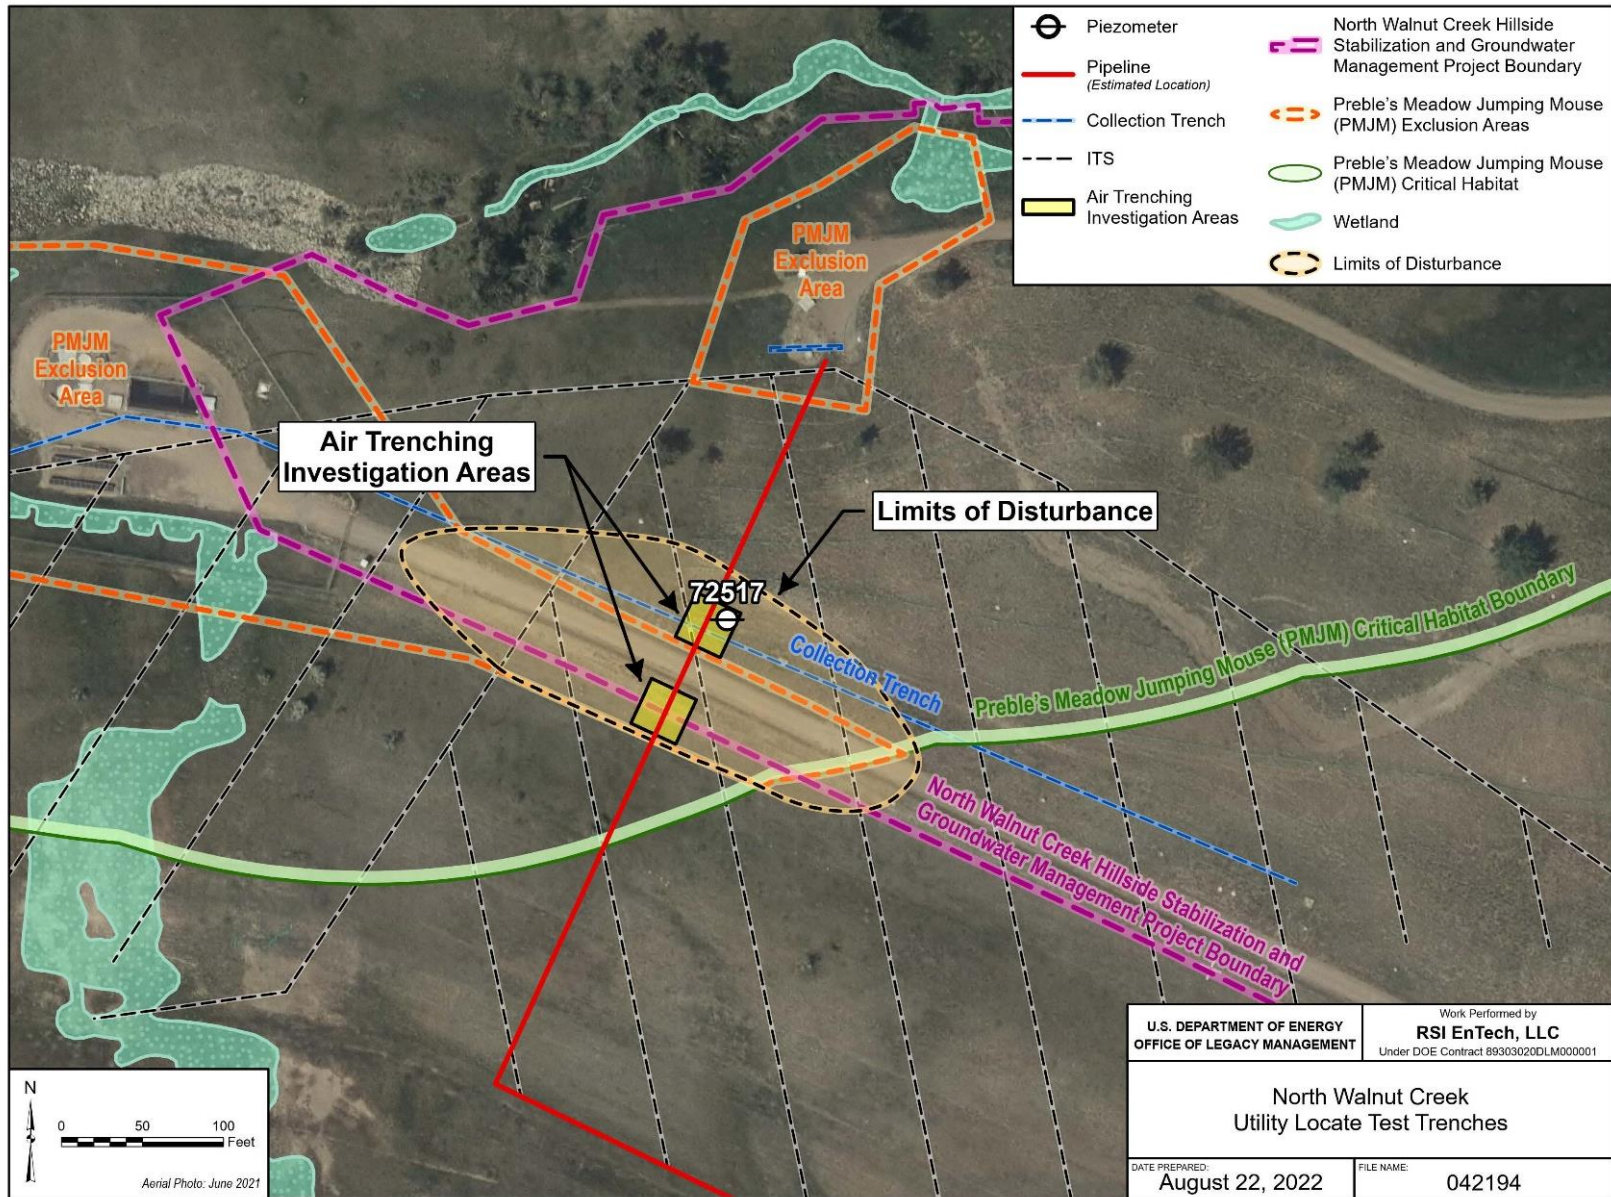 Piezometer
Pipeline
(Estimated Location)
Collection Trench
ITS
Air Trenching
Investigation Areas
North Walnut Creek Hillside
Stabilization and Groundwater
Management Project Boundary
Preble's Meadow Jumping Mouse
(PMJM) Exclusion Areas
Preble's Meadow Jumping Mouse
(PMJM) Critical Habitat
Wetland
Limits of Disturbance
PMJM
Exclusion
Area
PMJM
Exclusion
Area
Air Trenching
Investigation Areas
Limits of Disturbance
72517
Collection Trench
Preble's Meadow Jumping Mouse (PMJM) Critical Habitat Boundary
North Walnut Creek Hillside Stabilization and
Groundwater Management Project Boundary
N
0 50 100
Feet
Aerial Photo: June 2021
U.S. DEPARTMENT OF ENERGY
OFFICE OF LEGACY MANAGEMENT
Work Performed by
RSI EnTech, LLC
Under DOE Contract 89303020DLM000001
North Walnut Creek
Utility Locate Test Trenches
DATE PREPARED:
August 22, 2022
FILE NAME:
042194